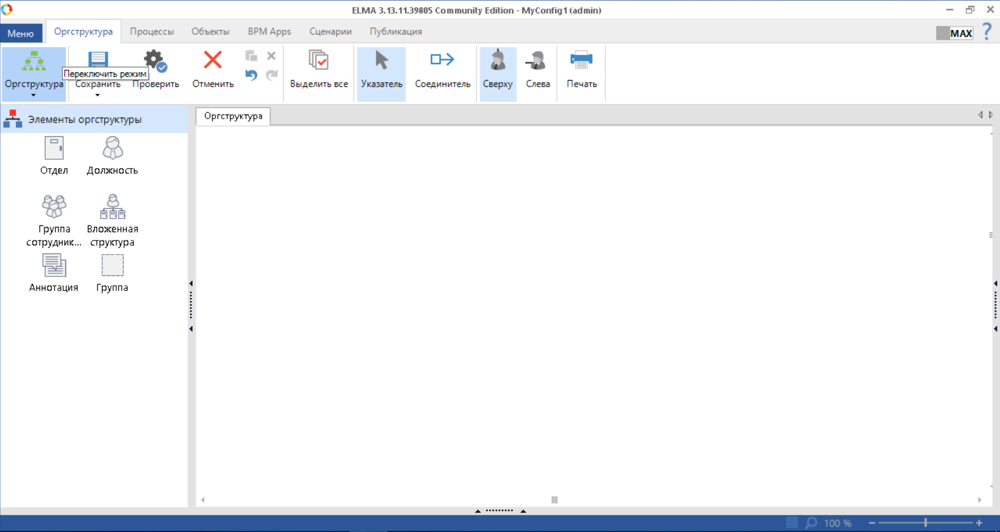 ELMA 3.13.11.39805 Community Edition - MyConfig1 (admin)
Меню Оргструктура Процессы Объекты BPM Apps Сценарии Публикация MAX ?
Переключить режим
Оргструктура Сохранить Проверить Отменить Выделить все Указатель Соединитель Сверху Слева Печать
Элементы оргструктуры
Оргструктура
Отдел Должность
Группа сотрудник...
Вложенная структура
Аннотация Группа
100 %